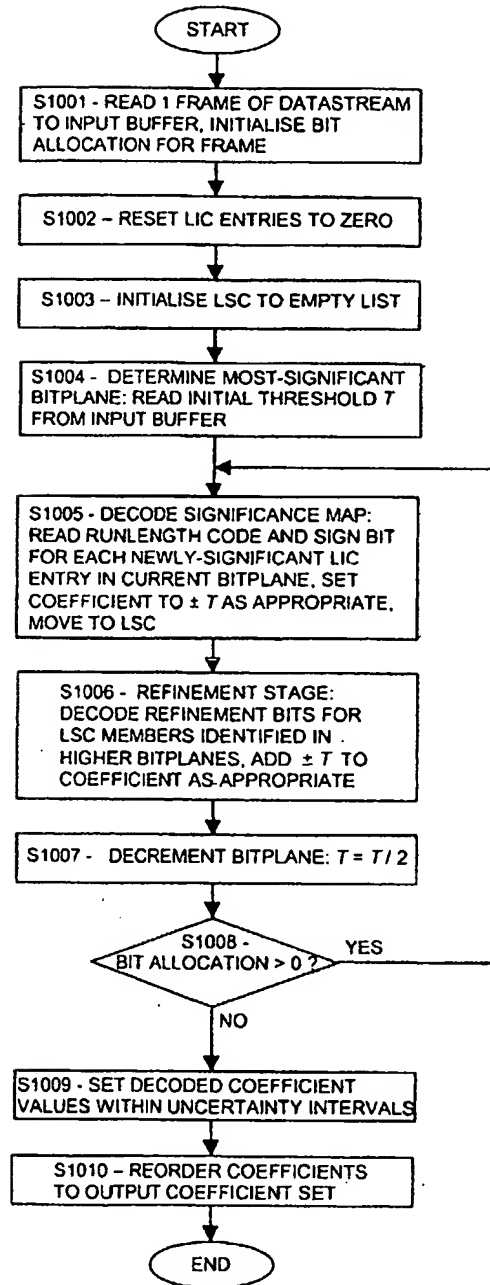 START
S1001 - READ 1 FRAME OF DATASTREAM
TO INPUT BUFFER, INITIALISE BIT
ALLOCATION FOR FRAME
S1002 – RESET LIC ENTRIES TO ZERO
S1003 – INITIALISE LSC TO EMPTY LIST
S1004 - DETERMINE MOST-SIGNIFICANT
BITPLANE: READ INITIAL THRESHOLD T
FROM INPUT BUFFER
S1005 - DECODE SIGNIFICANCE MAP:
READ RUNLENGTH CODE AND SIGN BIT
FOR EACH NEWLY-SIGNIFICANT LIC
ENTRY IN CURRENT BITPLANE, SET
COEFFICIENT TO ± T AS APPROPRIATE,
MOVE TO LSC
S1006 - REFINEMENT STAGE:
DECODE REFINEMENT BITS FOR
LSC MEMBERS IDENTIFIED IN
HIGHER BITPLANES, ADD ± T TO
COEFFICIENT AS APPROPRIATE
S1007 - DECREMENT BITPLANE: T = T / 2
S1008 -
BIT ALLOCATION > 0 ?
YES
NO
S1009 - SET DECODED COEFFICIENT
VALUES WITHIN UNCERTAINTY INTERVALS
S1010 – REORDER COEFFICIENTS
TO OUTPUT COEFFICIENT SET
END